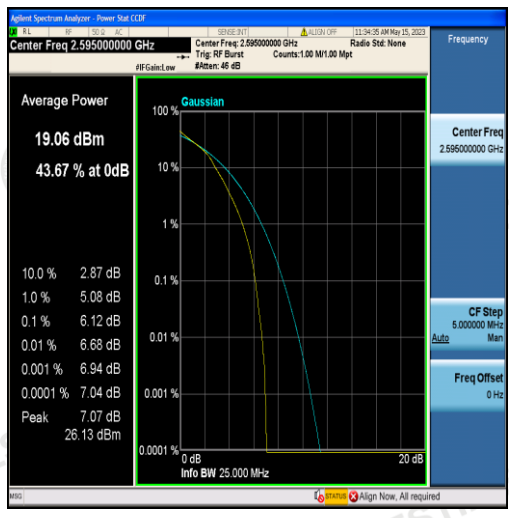 Agilent Spectrum Analyzer - Power Stat CCDF
RL RF 50 Ω AC SENSE:INT ALIGN OFF 11:34:35 AM May 15, 2023
Center Freq 2.595000000 GHz
Center Freq: 2.595000000 GHz Radio Std: None
Trig: RF Burst Counts:1.00 M/1.00 Mpt
#IFGain:Low #Atten: 46 dB
Frequency
Average Power
19.06 dBm
43.67 % at 0dB
10.0 % 2.87 dB
1.0 % 5.08 dB
0.1 % 6.12 dB
0.01 % 6.68 dB
0.001 % 6.94 dB
0.0001 % 7.04 dB
Peak 7.07 dB
26.13 dBm
Gaussian
100 %
10 %
1 %
0.1 %
0.01 %
0.001 %
0.0001 %
0 dB 20 dB
Info BW 25.000 MHz
Center Freq
2.595000000 GHz
CF Step
5.000000 MHz
Auto Man
Freq Offset
0 Hz
MSG STATUS Align Now, All required